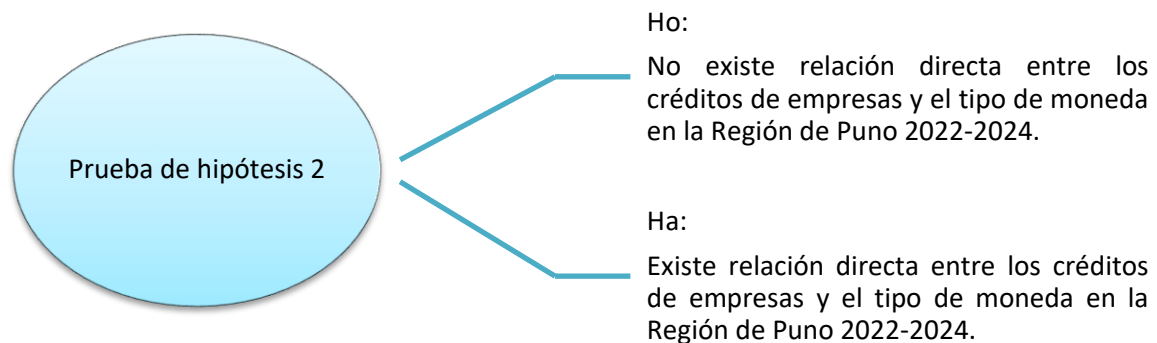 Prueba de hipótesis 2
Ho:
No existe relación directa entre los
créditos de empresas y el tipo de moneda
en la Región de Puno 2022-2024.
Ha:
Existe relación directa entre los créditos
de empresas y el tipo de moneda en la
Región de Puno 2022-2024.